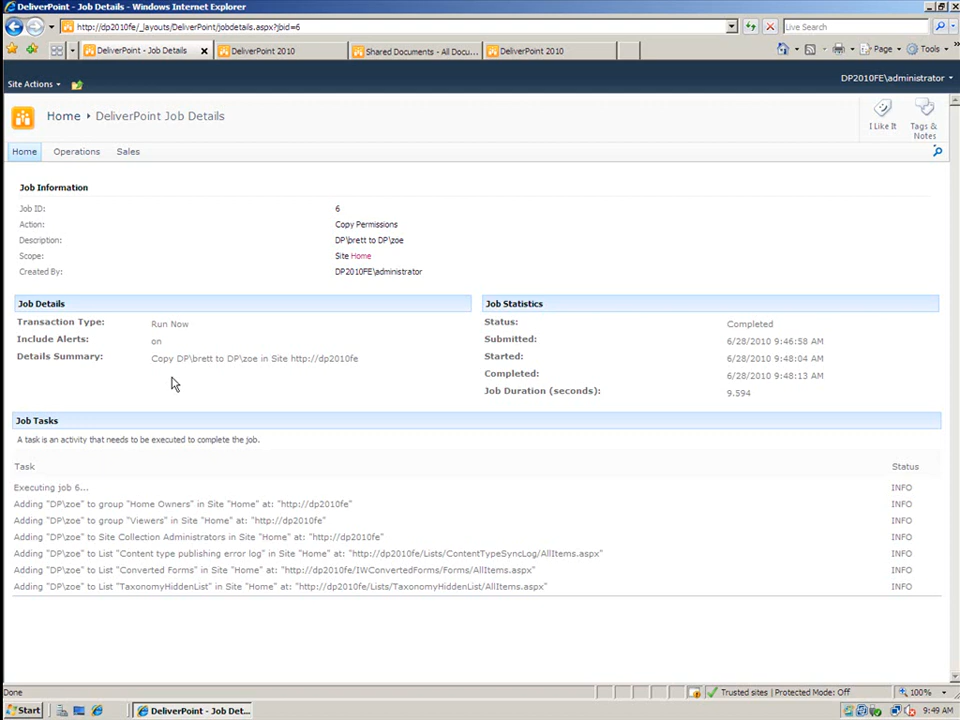 DeliverPoint - Job Details - Windows Internet Explorer
http://dp2010fe/_layouts/DeliverPoint/jobdetails.aspx?jbid=6
Live Search
DeliverPoint - Job Details
DeliverPoint 2010
Shared Documents - All Docu...
DeliverPoint 2010
Page
Tools
Site Actions
DP2010FE\administrator
Home
DeliverPoint Job Details
I Like It
Tags &
Notes
Home
Operations
Sales
Job Information
Job ID: 6
Action: Copy Permissions
Description: DP\brett to DP\zoe
Scope: Site Home
Created By: DP2010FE\administrator
Job Details
Transaction Type: Run Now
Include Alerts: on
Details Summary: Copy DP\brett to DP\zoe in Site http://dp2010fe
Job Statistics
Status: Completed
Submitted: 6/28/2010 9:46:58 AM
Started: 6/28/2010 9:48:04 AM
Completed: 6/28/2010 9:48:13 AM
Job Duration (seconds): 9.594
Job Tasks
A task is an activity that needs to be executed to complete the job.
Task Status
Executing job 6... INFO
Adding "DP\zoe" to group "Home Owners" in Site "Home" at: "http://dp2010fe" INFO
Adding "DP\zoe" to group "Viewers" in Site "Home" at: "http://dp2010fe" INFO
Adding "DP\zoe" to Site Collection Administrators in Site "Home" at: "http://dp2010fe" INFO
Adding "DP\zoe" to List "Content type publishing error log" in Site "Home" at: "http://dp2010fe/Lists/ContentTypeSyncLog/AllItems.aspx" INFO
Adding "DP\zoe" to List "Converted Forms" in Site "Home" at: "http://dp2010fe/IWConvertedForms/Forms/AllItems.aspx" INFO
Adding "DP\zoe" to List "TaxonomyHiddenList" in Site "Home" at: "http://dp2010fe/Lists/TaxonomyHiddenList/AllItems.aspx" INFO
Done
Trusted sites | Protected Mode: Off
100%
Start
DeliverPoint - Job Det...
9:49 AM